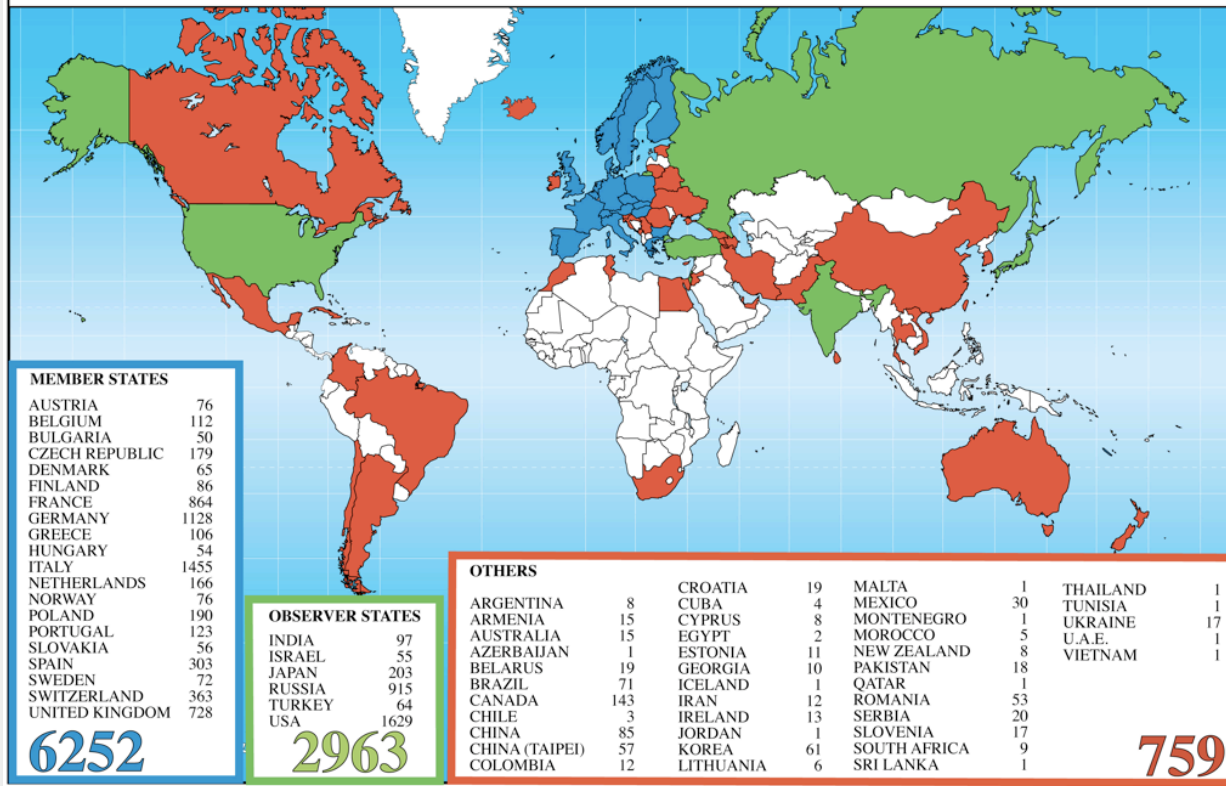 MEMBER STATES
AUSTRIA 76
BELGIUM 112
BULGARIA 50
CZECH REPUBLIC 179
DENMARK 65
FINLAND 86
FRANCE 864
GERMANY 1128
GREECE 106
HUNGARY 54
ITALY 1455
NETHERLANDS 166
NORWAY 76
POLAND 190
PORTUGAL 123
SLOVAKIA 56
SPAIN 303
SWEDEN 72
SWITZERLAND 363
UNITED KINGDOM 728
6252
OBSERVER STATES
INDIA 97
ISRAEL 55
JAPAN 203
RUSSIA 915
TURKEY 64
USA 1629
2963
OTHERS
ARGENTINA 8
ARMENIA 15
AUSTRALIA 15
AZERBAIJAN 1
BELARUS 19
BRAZIL 71
CANADA 143
CHILE 3
CHINA 85
CHINA (TAIPEI) 57
COLOMBIA 12
CROATIA 19
CUBA 4
CYPRUS 8
EGYPT 2
ESTONIA 11
GEORGIA 10
ICELAND 1
IRAN 12
IRELAND 13
JORDAN 1
KOREA 61
LITHUANIA 6
MALTA 1
MEXICO 30
MONTENEGRO 1
MOROCCO 5
NEW ZEALAND 8
PAKISTAN 18
QATAR 1
ROMANIA 53
SERBIA 20
SLOVENIA 17
SOUTH AFRICA 9
SRI LANKA 1
THAILAND 1
TUNISIA 1
UKRAINE 17
U.A.E. 1
VIETNAM 1
759